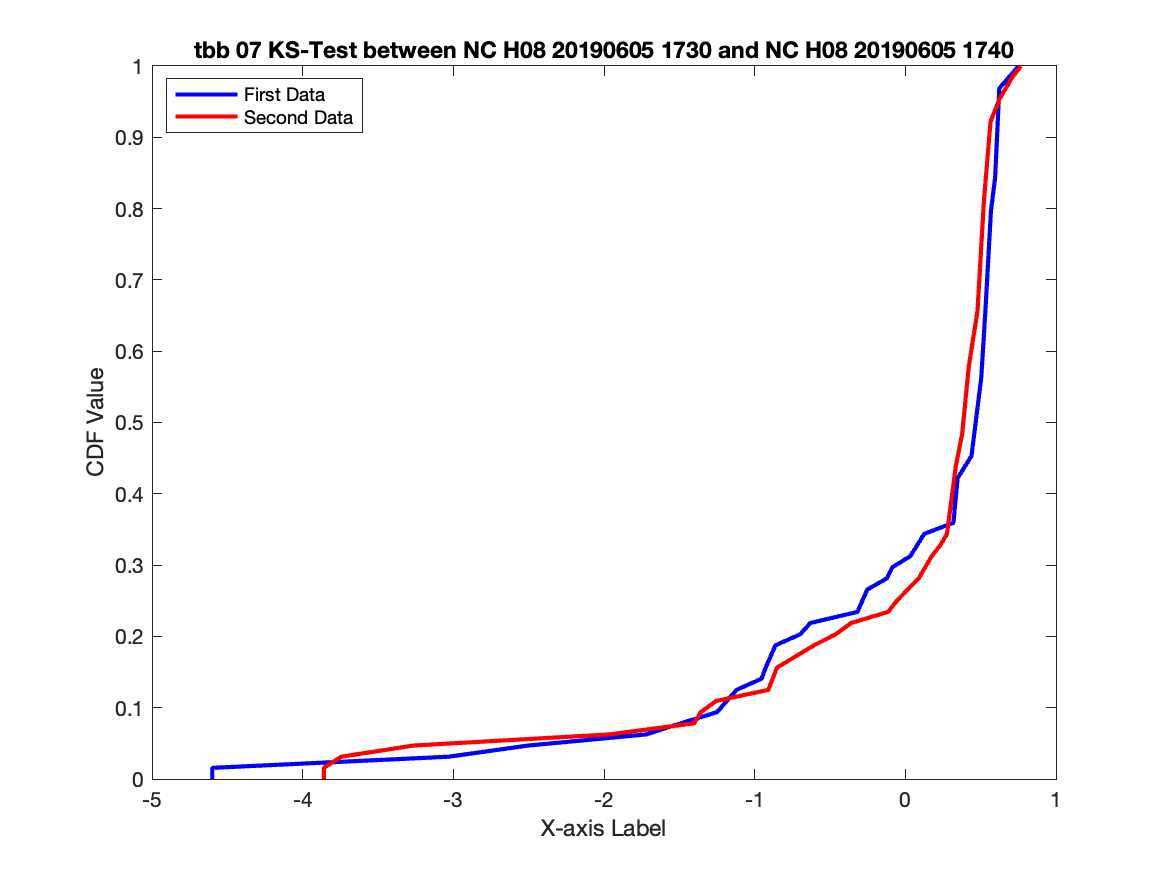 tbb 07 KS-Test between NC H08 20190605 1730 and NC H08 20190605 1740
First Data
Second Data
1
0.9
0.8
0.7
0.6
0.5
0.4
0.3
0.2
0.1
0
CDF Value
-5 -4 -3 -2 -1 0 1
X-axis Label